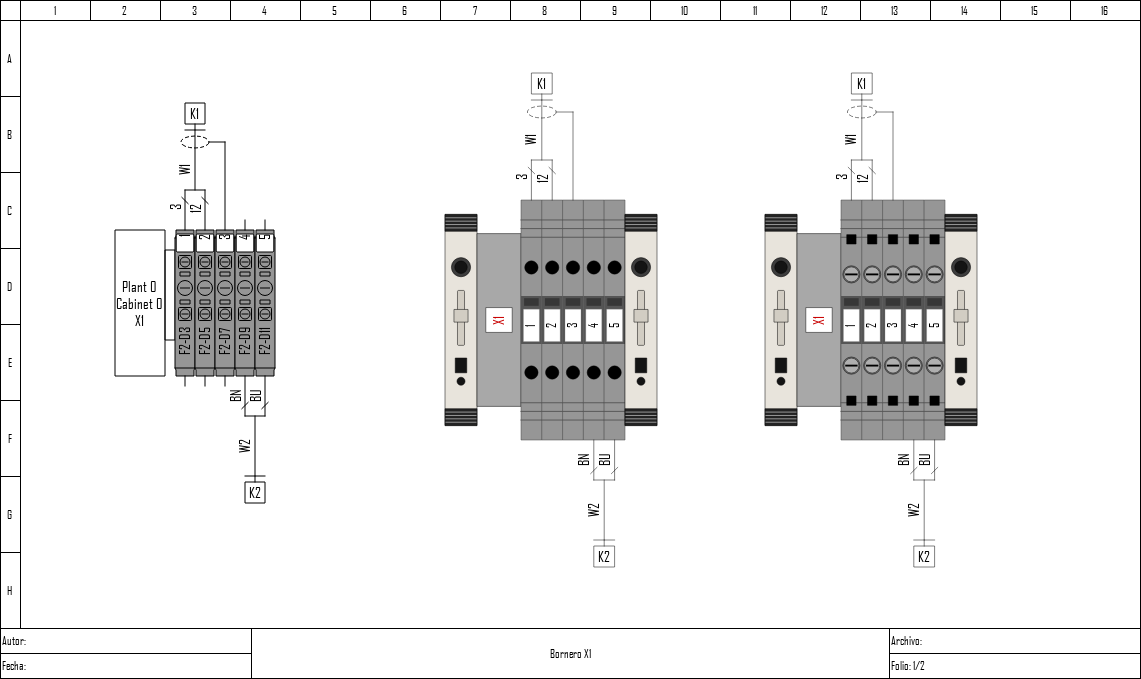 1 2 3 4 5 6 7 8 9 10 11 12 13 14 15 16
A
B
C
D
E
F
G
H
K1
W1
3 12
1 2 3 4 5
Plant 0
Cabinet 0
X1
F2-D3 F2-D5 F2-D7 F2-D9 F2-D11
BN BU
W2
K2
K1
W1
3 12
X1
1 2 3 4 5
BN BU
W2
K2
K1
W1
3 12
X1
1 2 3 4 5
BN BU
W2
K2
Autor:
Fecha:
Bornero X1
Archivo:
Folio: 1/2